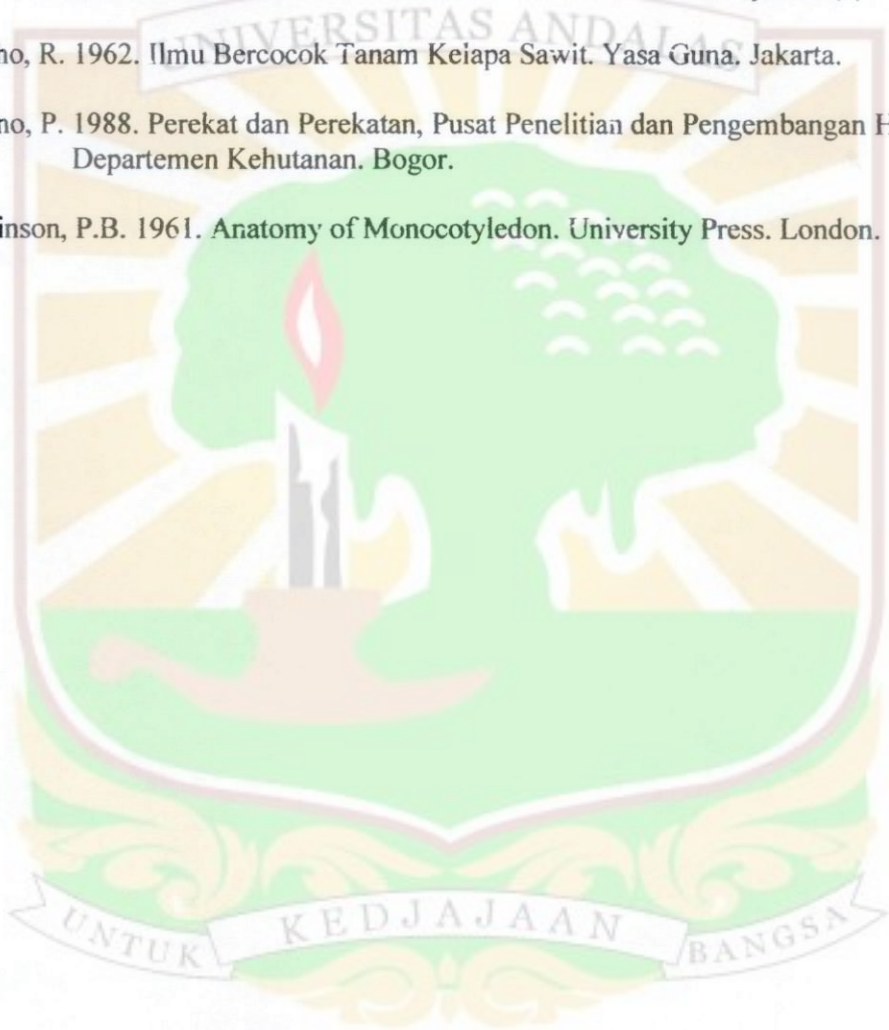 UNIVERSITAS ANDALAS
no, R. 1962. Ilmu Bercocok Tanam Keiapa Sawit. Yasa Guna. Jakarta.
no, P. 1988. Perekat dan Perekatan, Pusat Penelitian dan Pengembangan H
Departemen Kehutanan. Bogor.
inson, P.B. 1961. Anatomy of Monocotyledon. University Press. London.
UNTUK KEDJAJAAN BANGSA